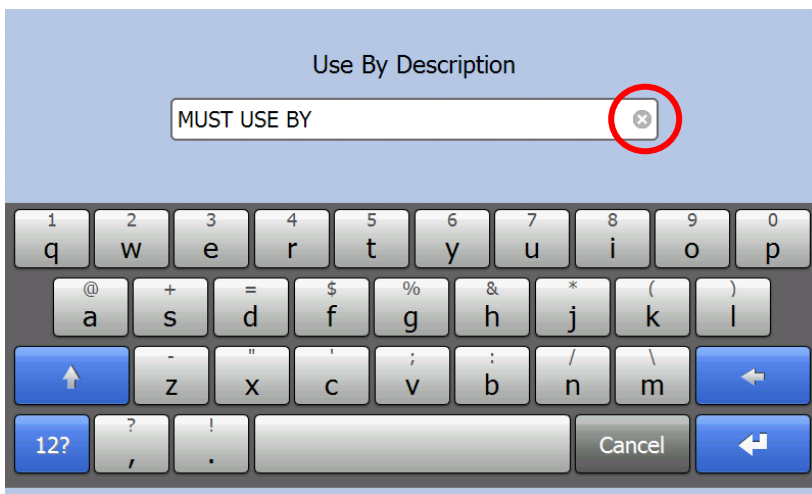 Use By Description
MUST USE BY
1 2 3 4 5 6 7 8 9 0
q w e r t y u i o p
@ + = $ % & * ( )
a s d f g h j k l
- " ' ; : / \
z x c v b n m
? !
12? , . Cancel